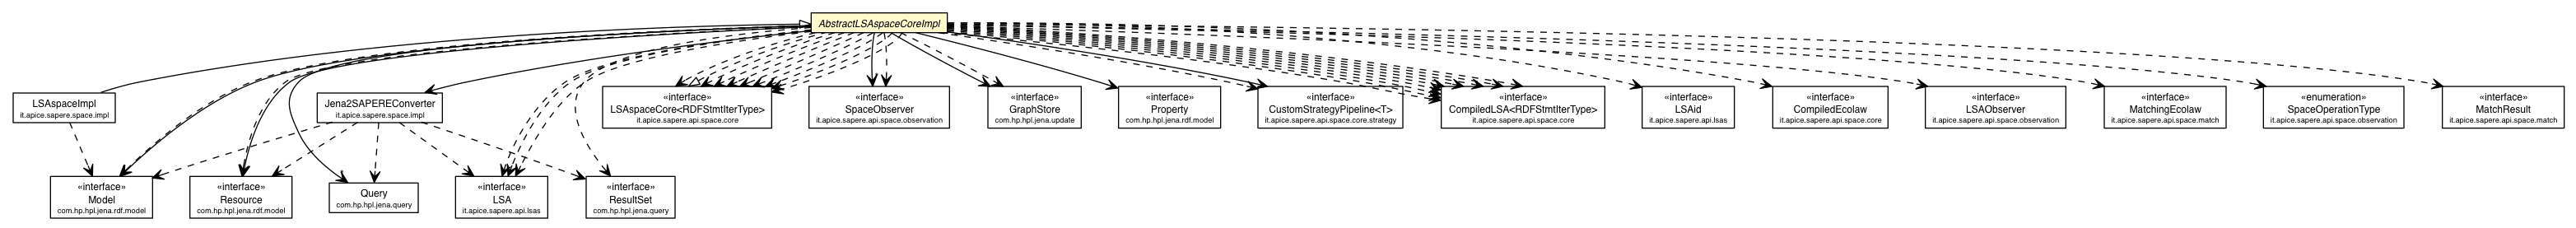 AbstractLSAspaceCoreImpl
LSAspaceImpl
it.apice.sapere.space.impl
Jena2SAPEREConverter
it.apice.sapere.space.impl
«interface»
LSAspaceCore<RDFStmtIterType>
it.apice.sapere.api.space.core
«interface»
SpaceObserver
it.apice.sapere.api.space.observation
«interface»
GraphStore
com.hp.hpl.jena.update
«interface»
Property
com.hp.hpl.jena.rdf.model
«interface»
CustomStrategyPipeline<T>
it.apice.sapere.api.space.core.strategy
«interface»
CompiledLSA<RDFStmtIterType>
it.apice.sapere.api.space.core
«interface»
LSAid
it.apice.sapere.api.lsas
«interface»
CompiledEcolaw
it.apice.sapere.api.space.core
«interface»
LSAObserver
it.apice.sapere.api.space.observation
«interface»
MatchingEcolaw
it.apice.sapere.api.space.match
«enumeration»
SpaceOperationType
it.apice.sapere.api.space.observation
«interface»
MatchResult
it.apice.sapere.api.space.match
«interface»
Model
com.hp.hpl.jena.rdf.model
«interface»
Resource
com.hp.hpl.jena.rdf.model
Query
com.hp.hpl.jena.query
«interface»
LSA
it.apice.sapere.api.lsas
«interface»
ResultSet
com.hp.hpl.jena.query